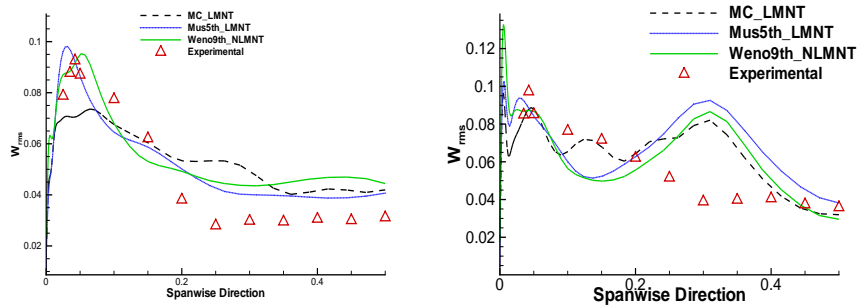 MC_LMNT
Mus5th_LMNT
Weno9th_NLMNT
Experimental
0.1
0.08
0.06
0.04
0.02
Wrms
0
0.2
0.4
Spanwise Direction
MC_LMNT
Mus5th_LMNT
Weno9th_NLMNT
Experimental
0.12
0.1
0.08
0.06
0.04
0.02
Wrms
0
0.2
0.4
Spanwise Direction